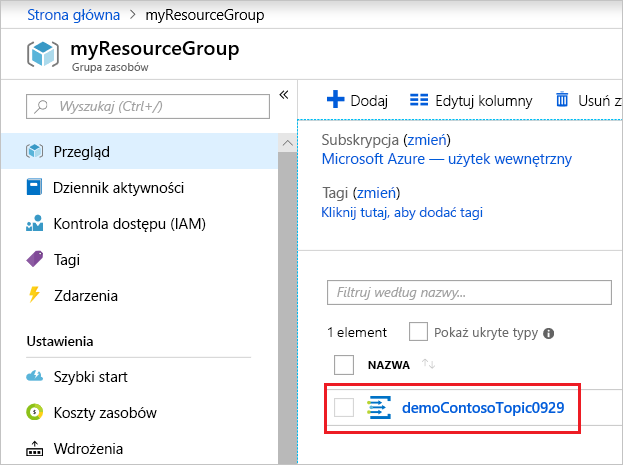 Strona główna > myResourceGroup
myResourceGroup
Grupa zasobów
Wyszukaj (Ctrl+/)
Przegląd
Dziennik aktywności
Kontrola dostępu (IAM)
Tagi
Zdarzenia
Ustawienia
Szybki start
Koszty zasobów
Wdrożenia
Dodaj
Edytuj kolumny
Usuń z
Subskrypcja (zmień)
Microsoft Azure — użytek wewnętrzny
Tagi (zmień)
Kliknij tutaj, aby dodać tagi
Filtruj według nazwy...
1 element
Pokaż ukryte typy
NAZWA
demoContosoTopic0929